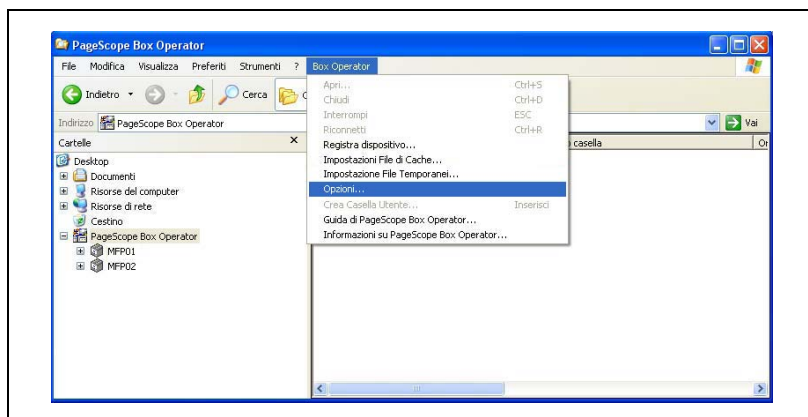 PageScope Box Operator
File Modifica Visualizza Preferiti Strumenti ? Box Operator
Indietro Cerca
Indirizzo PageScope Box Operator Vai
Cartelle ×
casella Or
Desktop
Documenti
Risorse del computer
Risorse di rete
Cestino
PageScope Box Operator
MFP01
MFP02
Apri... Ctrl+S
Chiudi Ctrl+D
Interrompi ESC
Riconnetti Ctrl+R
Registra dispositivo...
Impostazioni File di Cache...
Impostazione File Temporanei...
Opzioni...
Crea Casella Utente... Inserisci
Guida di PageScope Box Operator...
Informazioni su PageScope Box Operator...